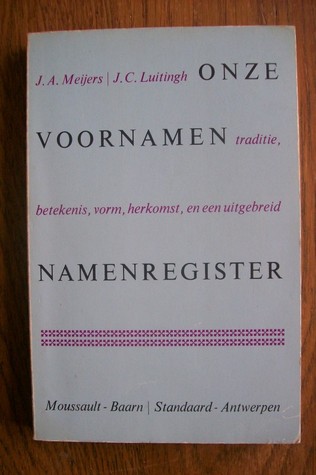 J. A. Meijers | J. C. Luitingh ONZE
VOORNAMEN traditie,
betekenis, vorm, herkomst, en een uitgebreid
NAMENREGISTER
Moussault - Baarn | Standaard - Antwerpen